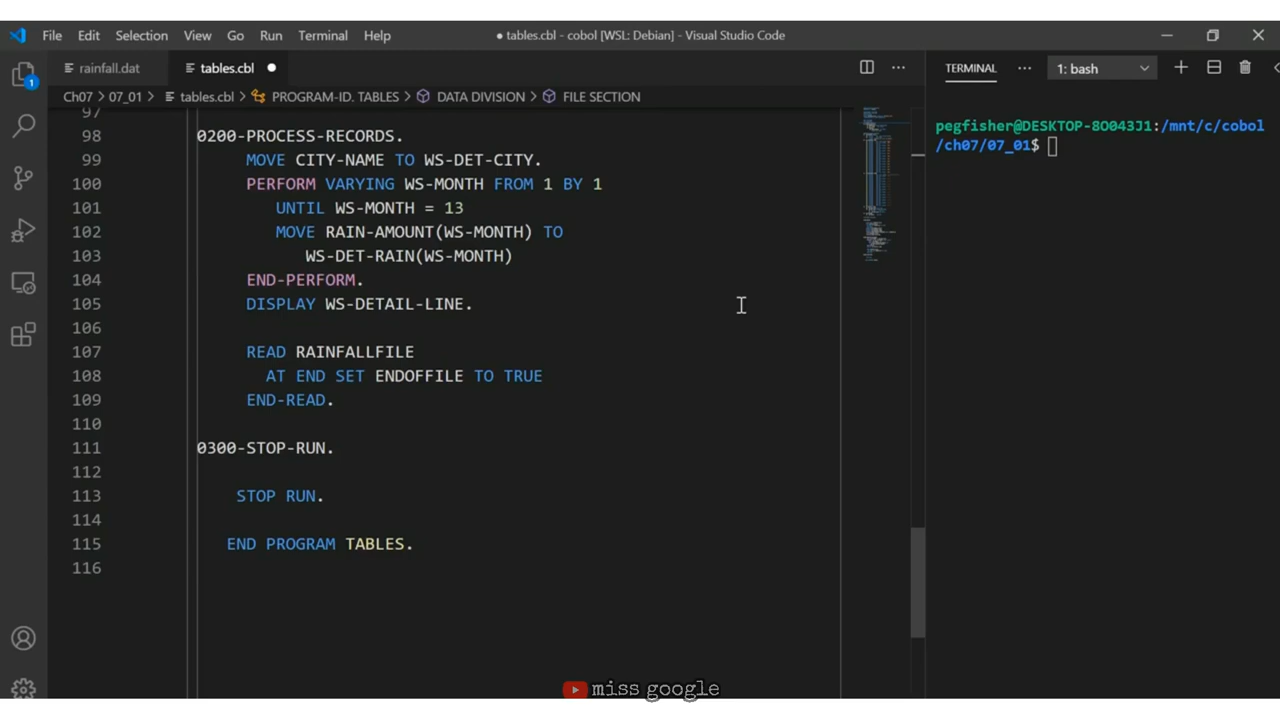 File Edit Selection View Go Run Terminal Help
● tables.cbl - cobol [WSL: Debian] - Visual Studio Code
1
rainfall.dat
tables.cbl ●
TERMINAL ··· 1: bash
Ch07 > 07_01 > tables.cbl > PROGRAM-ID. TABLES > DATA DIVISION > FILE SECTION
97
98 0200-PROCESS-RECORDS.
99 MOVE CITY-NAME TO WS-DET-CITY.
100 PERFORM VARYING WS-MONTH FROM 1 BY 1
101 UNTIL WS-MONTH = 13
102 MOVE RAIN-AMOUNT(WS-MONTH) TO
103 WS-DET-RAIN(WS-MONTH)
104 END-PERFORM.
105 DISPLAY WS-DETAIL-LINE.
106
107 READ RAINFALLFILE
108 AT END SET ENDOFFILE TO TRUE
109 END-READ.
110
111 0300-STOP-RUN.
112
113 STOP RUN.
114
115 END PROGRAM TABLES.
116
pegfisher@DESKTOP-8O043J1:/mnt/c/cobol
/ch07/07_01$
miss google